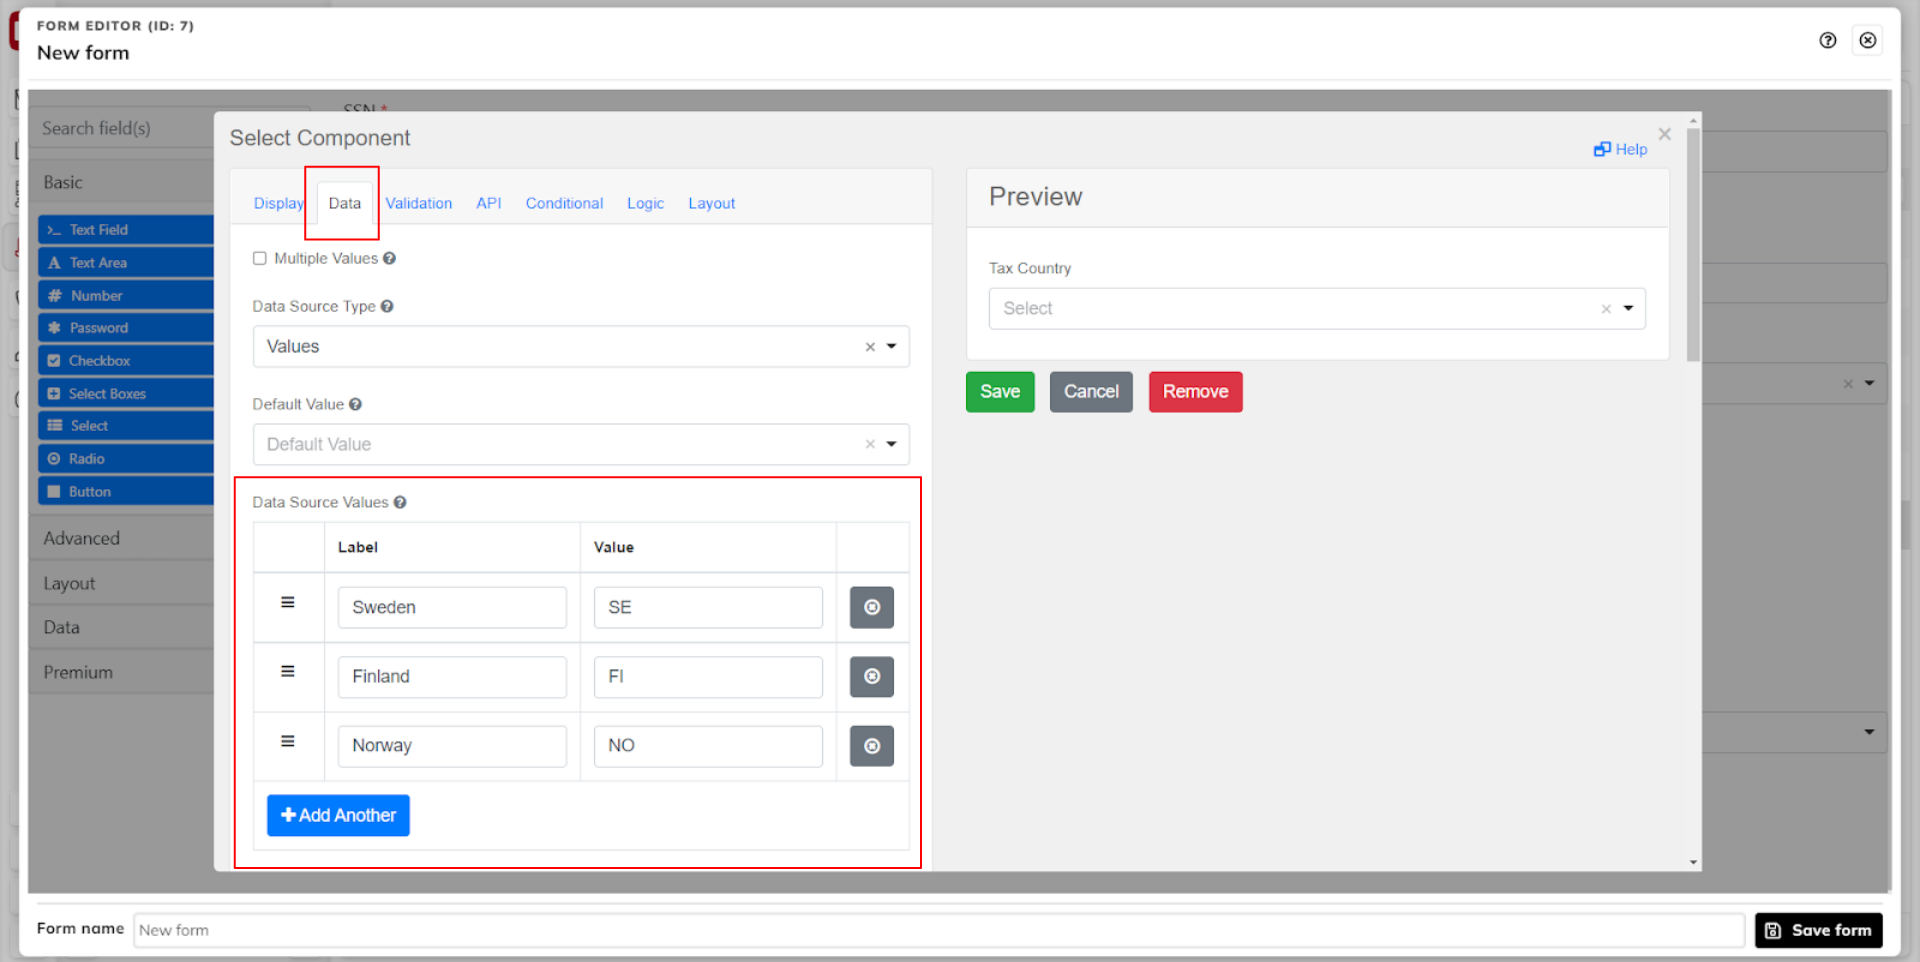 FORM EDITOR (ID: 7)
New form
SSN *
Search field(s)
Basic
Text Field
Text Area
Number
Password
Checkbox
Select Boxes
Select
Radio
Button
Advanced
Layout
Data
Premium
Select Component
Help
Display
Data
Validation
API
Conditional
Logic
Layout
Multiple Values
Data Source Type
Values
Default Value
Default Value
Data Source Values
Label Value
Sweden SE
Finland FI
Norway NO
Add Another
Preview
Tax Country
Select
Save
Cancel
Remove
Form name
New form
Save form